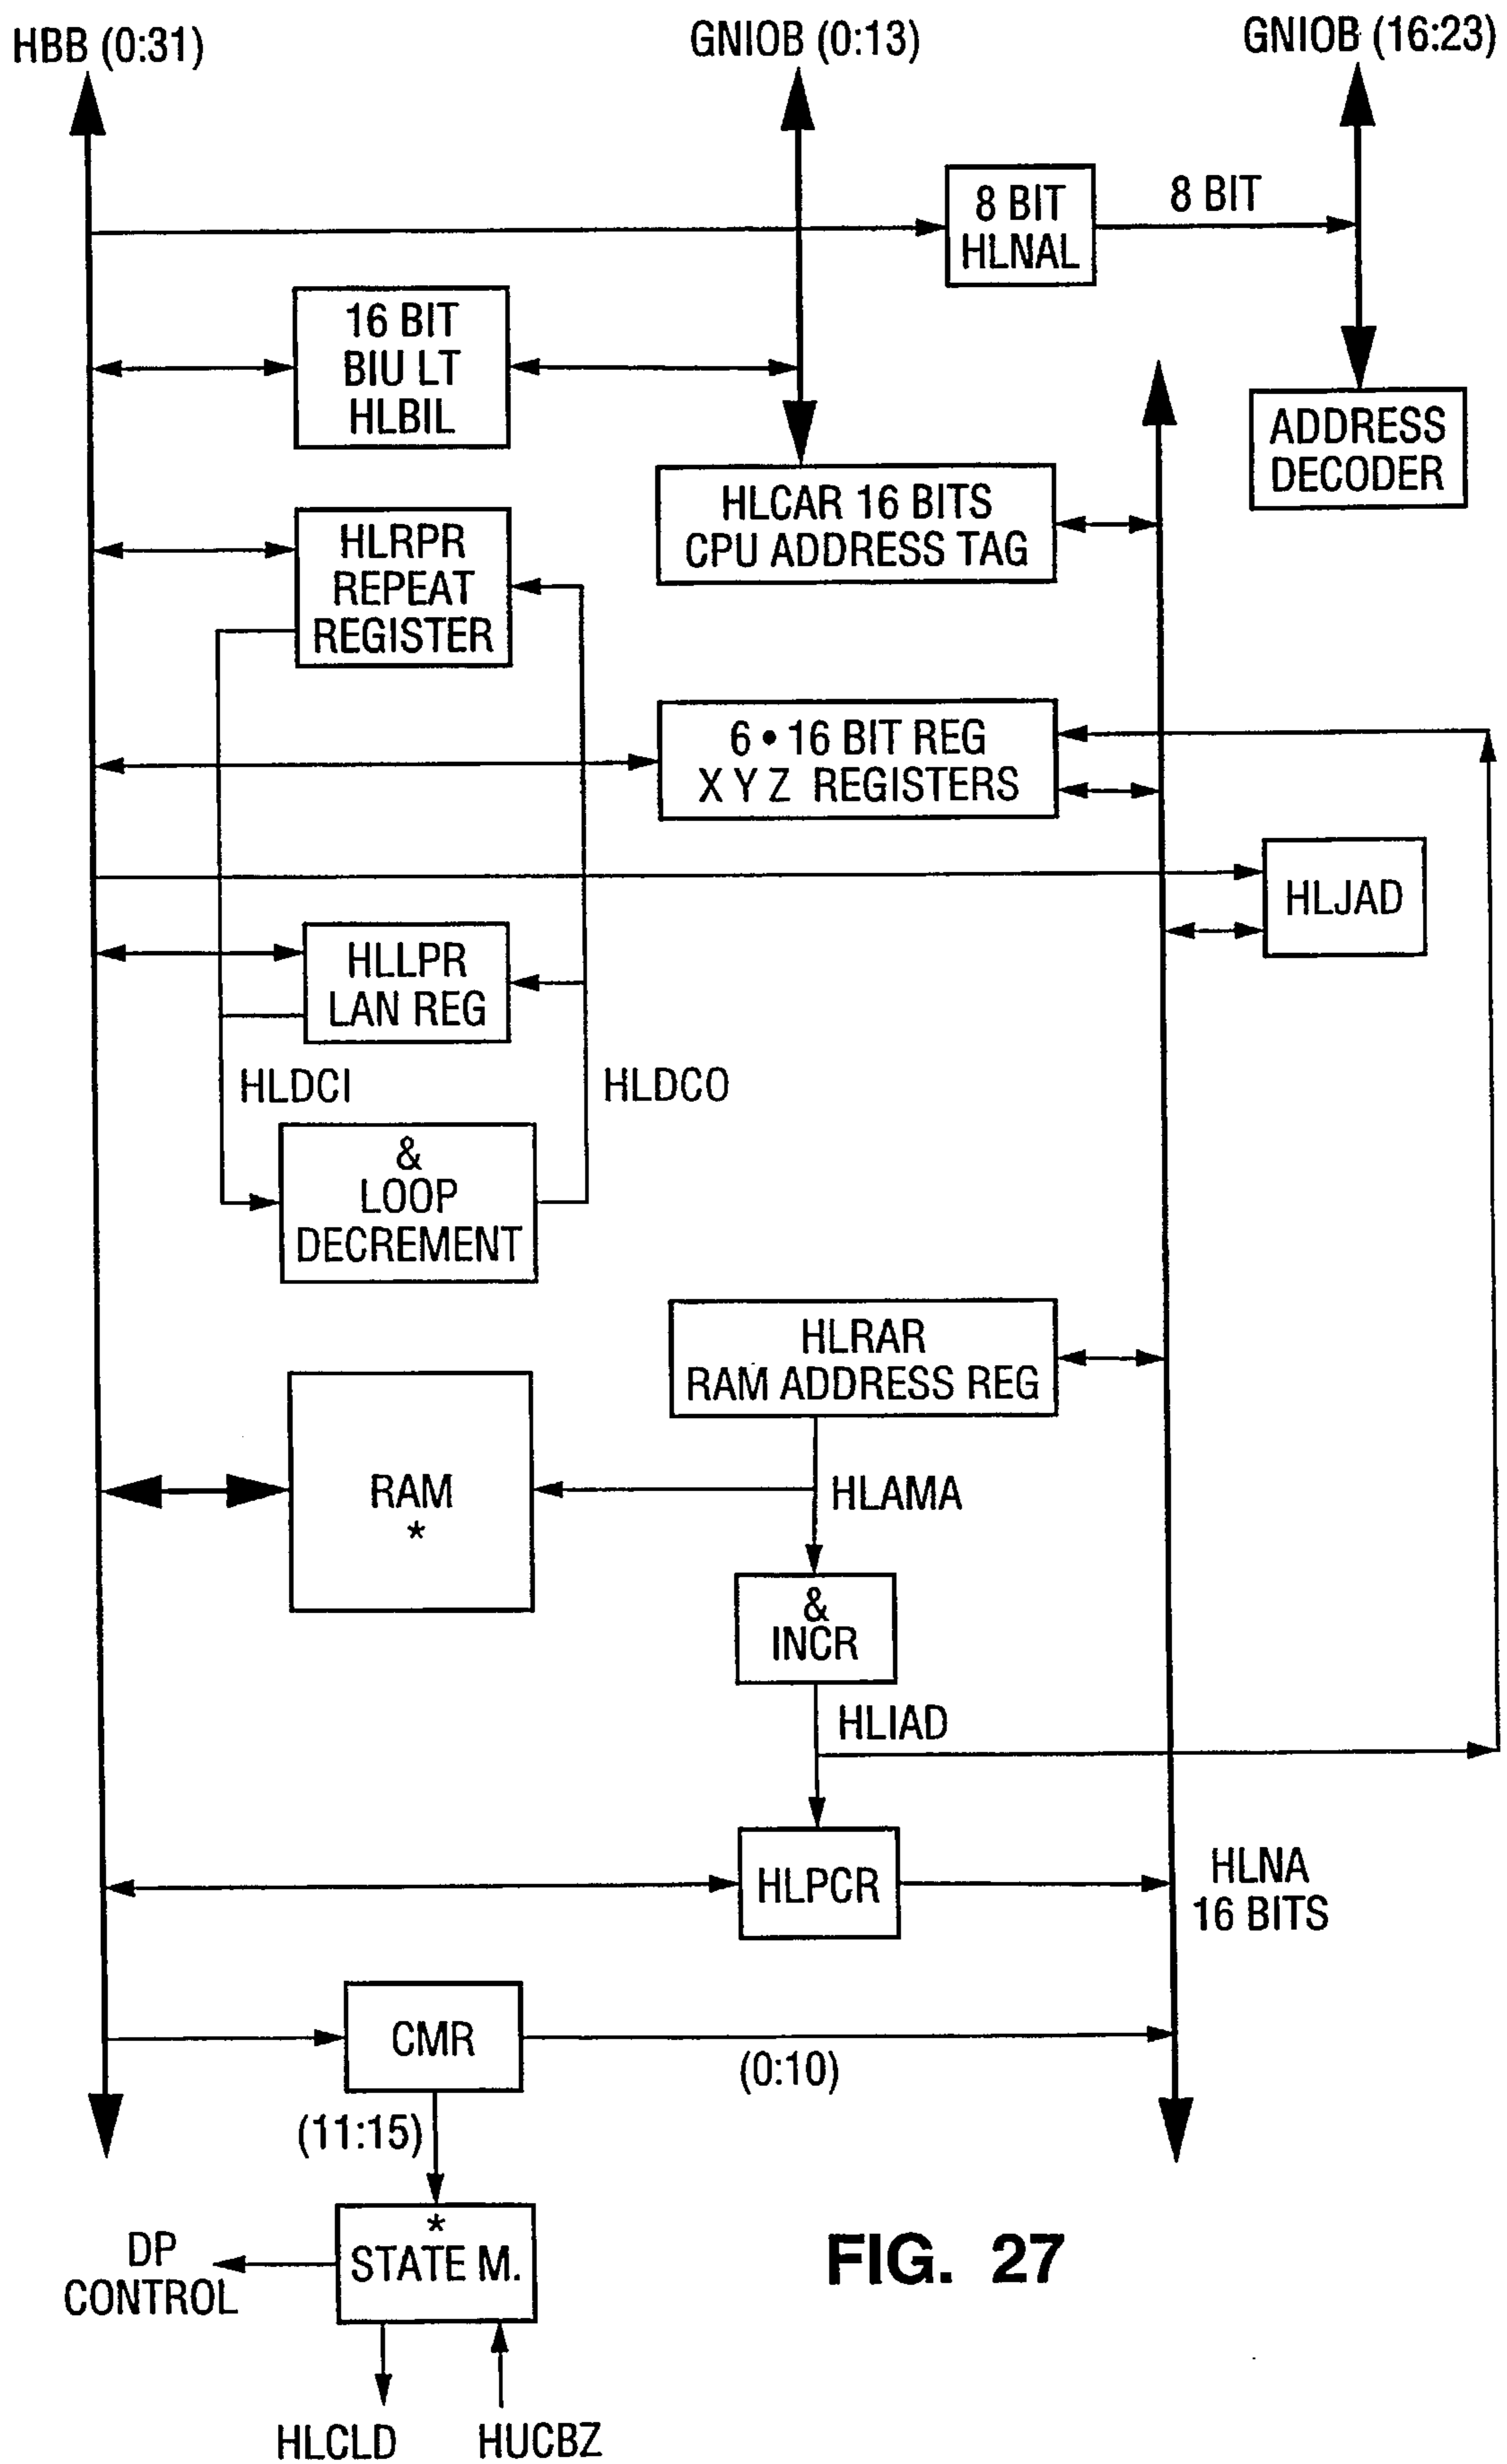 HBB (0:31)
GNIOB (0:13)
GNIOB (16:23)
8 BIT
HLNAL
8 BIT
16 BIT
BIU LT
HLBIL
ADDRESS
DECODER
HLCAR 16 BITS
CPU ADDRESS TAG
HLRPR
REPEAT
REGISTER
6 • 16 BIT REG
X Y Z REGISTERS
HLJAD
HLLPR
LAN REG
HLDCI
HLDCO
&
LOOP
DECREMENT
HLRAR
RAM ADDRESS REG
RAM
*
HLAMA
&
INCR
HLIAD
HLPCR
HLNA
16 BITS
CMR
(0:10)
(11:15)
*
STATE M.
DP
CONTROL
HLCLD
HUCBZ
FIG. 27